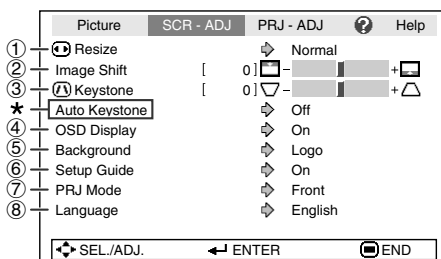 Picture SCR - ADJ PRJ - ADJ ? Help
① Resize Normal
② Image Shift [ 0 ] – +
③ Keystone [ 0 ] – +
* Auto Keystone Off
④ OSD Display On
⑤ Background Logo
⑥ Setup Guide On
⑦ PRJ Mode Front
⑧ Language English
SEL./ADJ. ENTER END